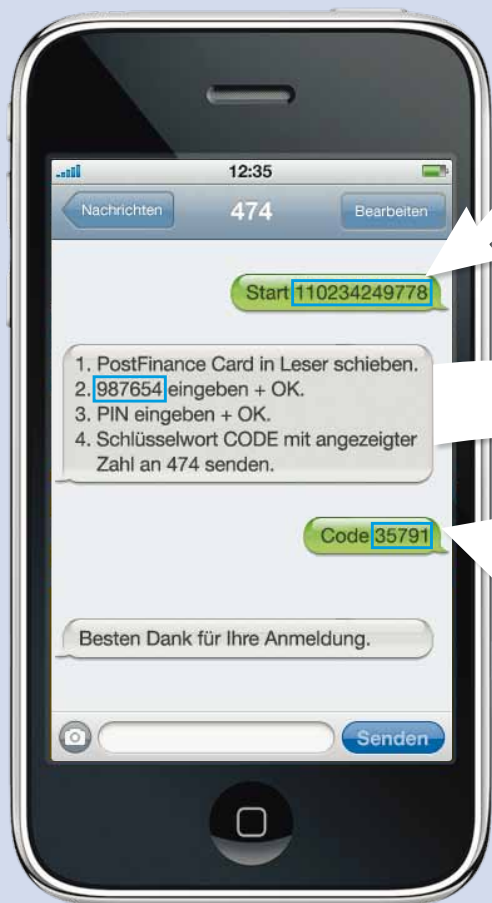 12:35
Nachrichten
474
Bearbeiten
Start 110234249778
1. PostFinance Card in Leser schieben.
2. 987654 eingeben + OK.
3. PIN eingeben + OK.
4. Schlüsselwort CODE mit angezeigter
Zahl an 474 senden.
Code 35791
Besten Dank für Ihre Anmeldung.
Senden